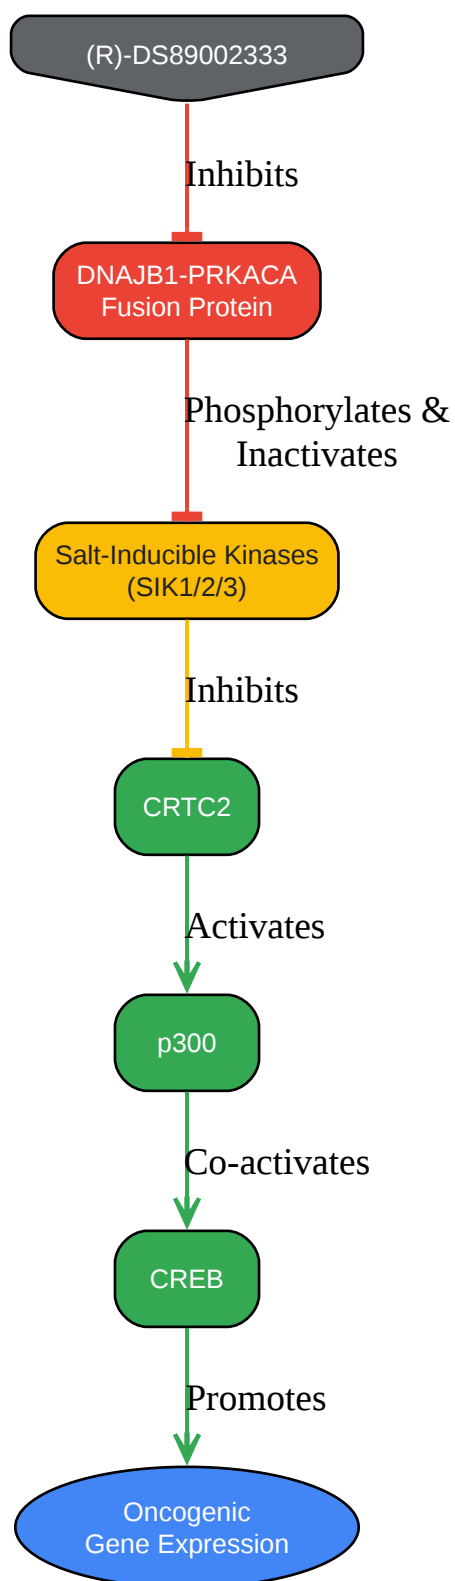 (R)-DS89002333
Inhibits
DNAJB1-PRKACA
Fusion Protein
Phosphorylates &
Inactivates
Salt-Inducible Kinases
(SIK1/2/3)
Inhibits
CRTC2
Activates
p300
Co-activates
CREB
Promotes
Oncogenic
Gene Expression